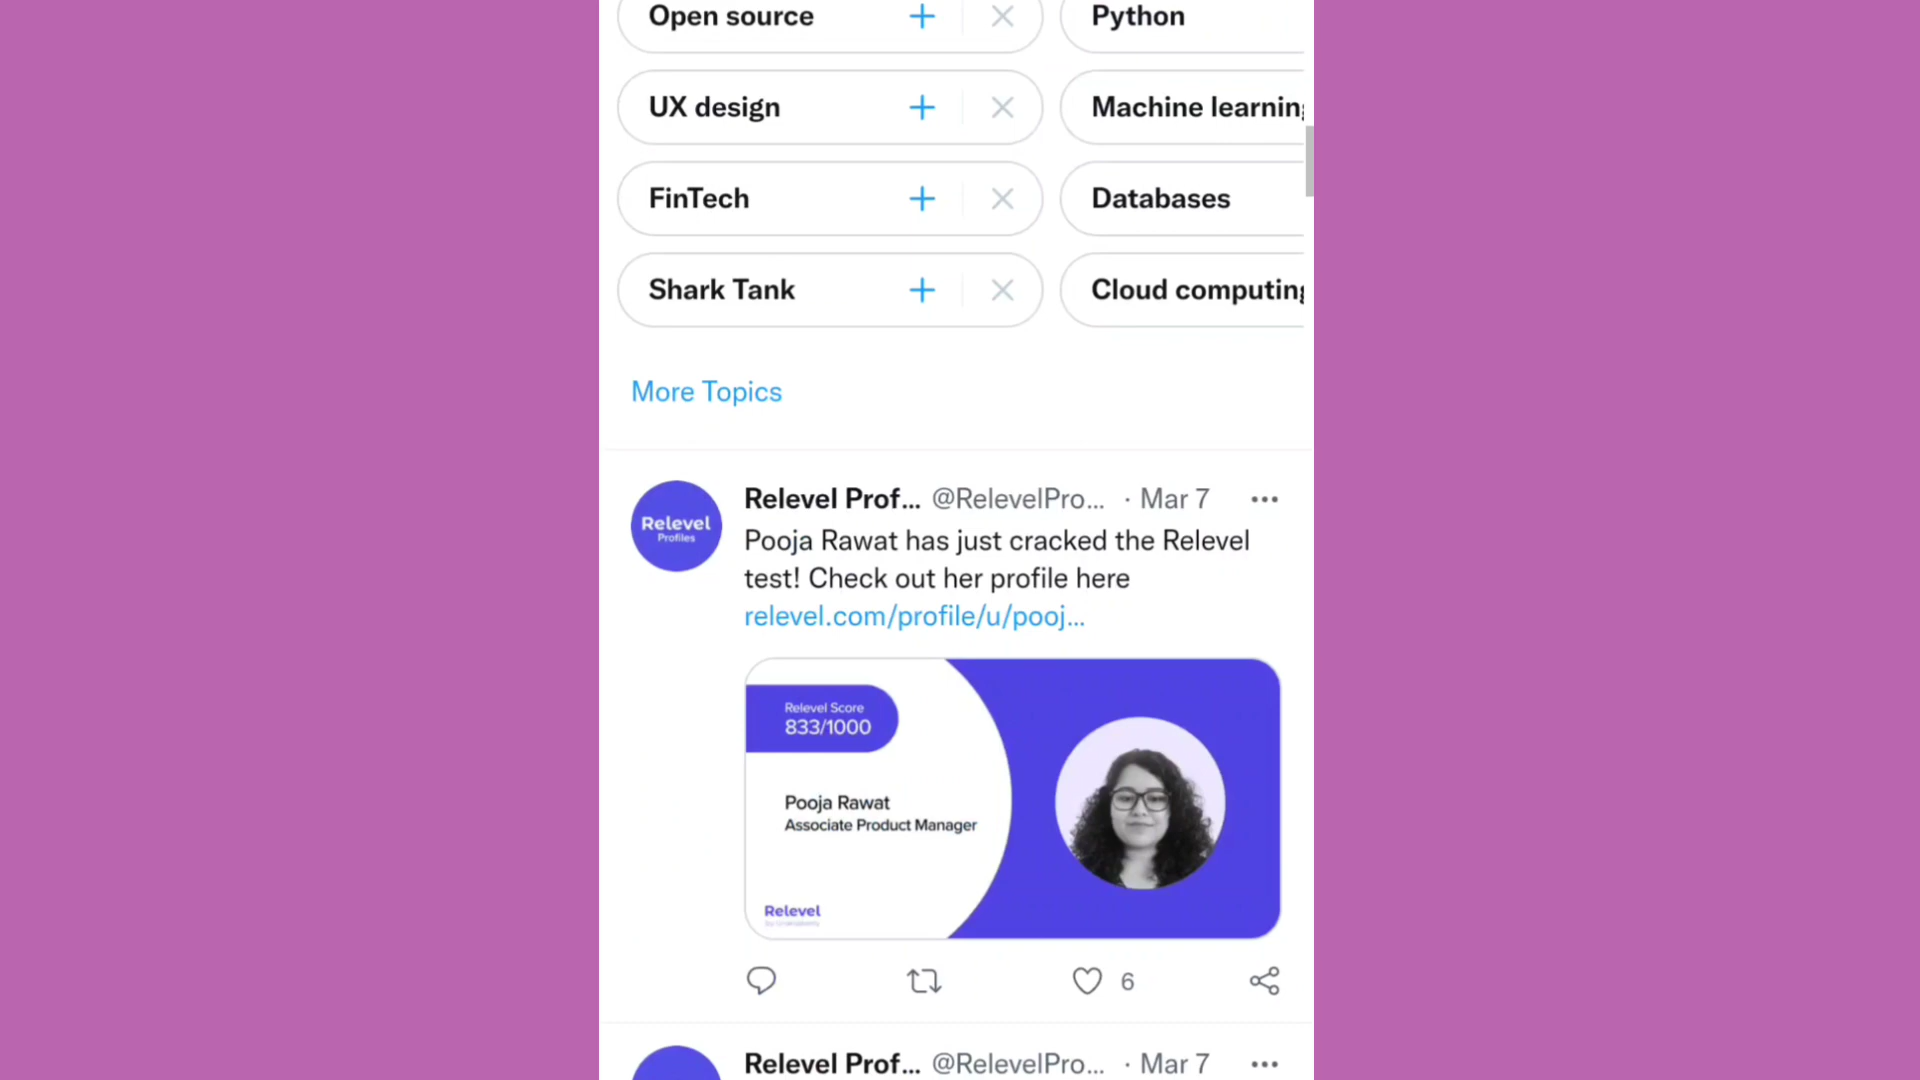 Open source
Python
UX design
Machine learning
FinTech
Databases
Shark Tank
Cloud computing
More Topics
Relevel Prof... @RelevelPro... · Mar 7
Relevel
Profiles
Pooja Rawat has just cracked the Relevel
test! Check out her profile here
relevel.com/profile/u/pooj...
Relevel Score
833/1000
Pooja Rawat
Associate Product Manager
Relevel
6
Relevel Prof... @RelevelPro... · Mar 7